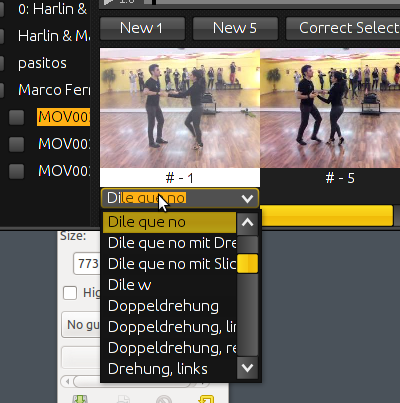 1.0
0: Harlin &
Harlin & Ma
pasitos
Marco Fer
MOV00
MOV00
MOV00
New 1
New 5
Correct Select
# - 1
# - 5
Dile que no
Dile que no
Dile que no mit Dre
Dile que no mit Slic
Dile w
Doppeldrehung
Doppeldrehung, lin
Doppeldrehung, re
Drehung, links
Size:
773
Hig
No gu